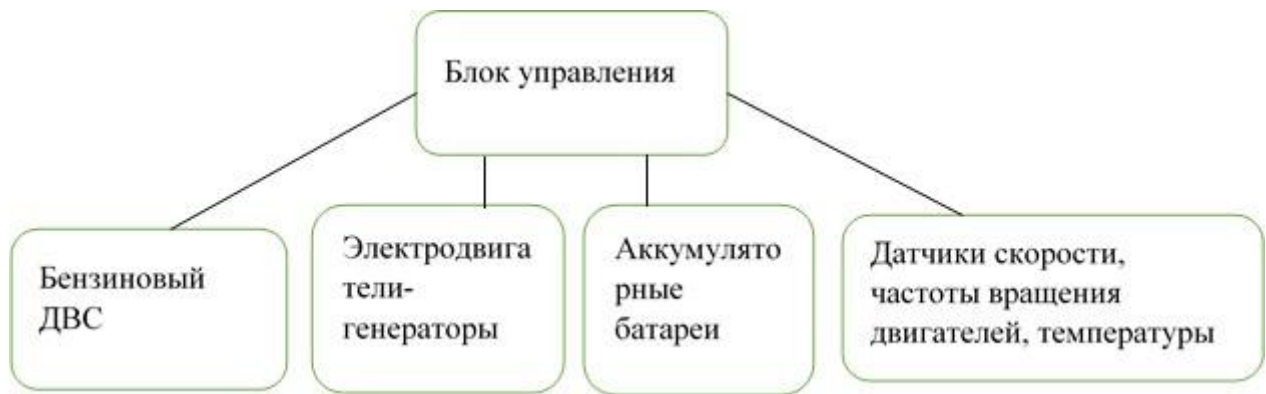 Блок управления
Бензиновый
ДВС
Электродвига
тели-
генераторы
Аккумулято
рные
батареи
Датчики скорости,
частоты вращения
двигателей, температуры